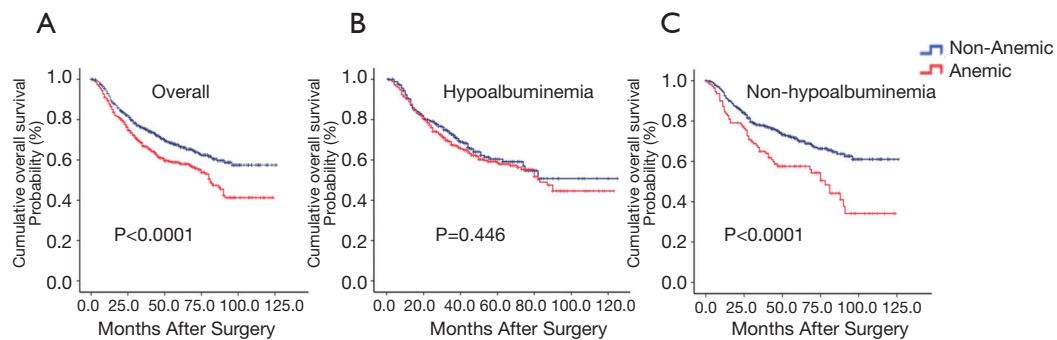 A
Cumulative overall survival
Probability (%)
1.0
0.8
0.6
0.4
0.2
0.0
Overall
P<0.0001
0.0 25.0 50.0 75.0 100.0 125.0
Months After Surgery
B
Cumulative overall survival
Probability (%)
1.0
0.8
0.6
0.4
0.2
0.0
Hypoalbuminemia
P=0.446
0.0 20.0 40.0 60.0 80.0 100.0 120.0
Months After Surgery
C
Cumulative overall survival
Probability (%)
1.0
0.8
0.6
0.4
0.2
0.0
Non-hypoalbuminemia
P<0.0001
0.0 25.0 50.0 75.0 100.0 125.0
Months After Surgery
Non-Anemic
Anemic